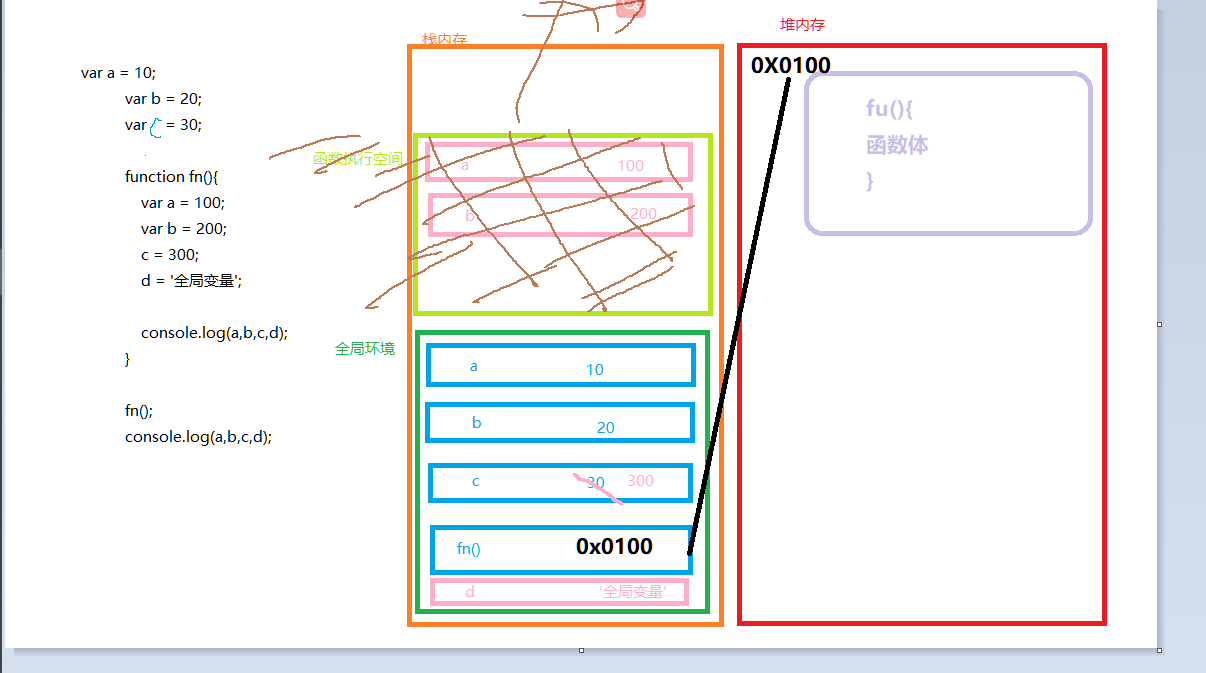 var a = 10;
var b = 20;
var c = 30;
function fn(){
var a = 100;
var b = 200;
c = 300;
d = '全局变量';
console.log(a,b,c,d);
}
fn();
console.log(a,b,c,d);
栈内存
函数执行空间
a 100
b 200
全局环境
a 10
b 20
c 30 300
fn() 0x0100
d '全局变量'
堆内存
0X0100
fu(){
函数体
}